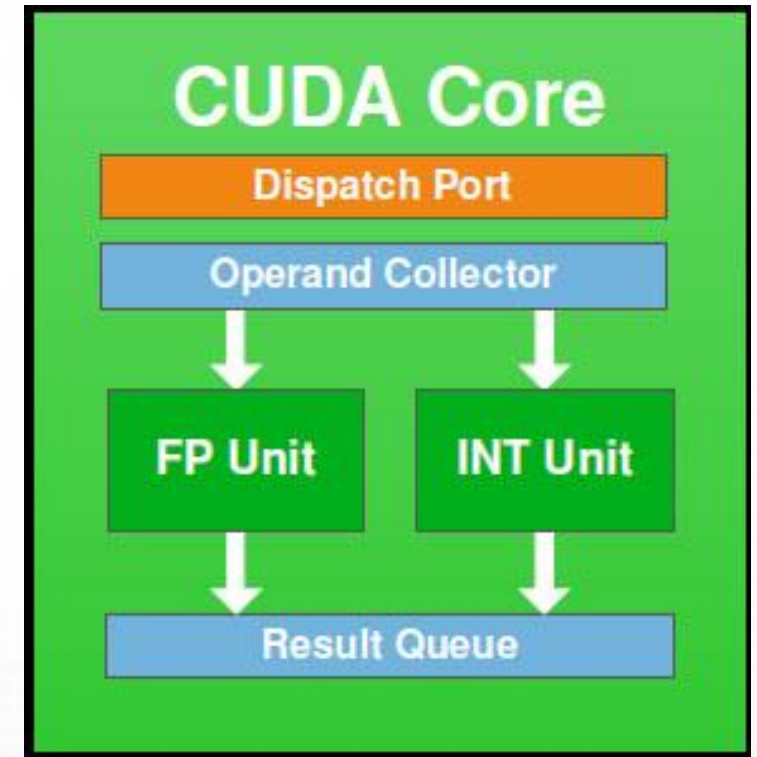 CUDA Core
Dispatch Port
Operand Collector
FP Unit
INT Unit
Result Queue